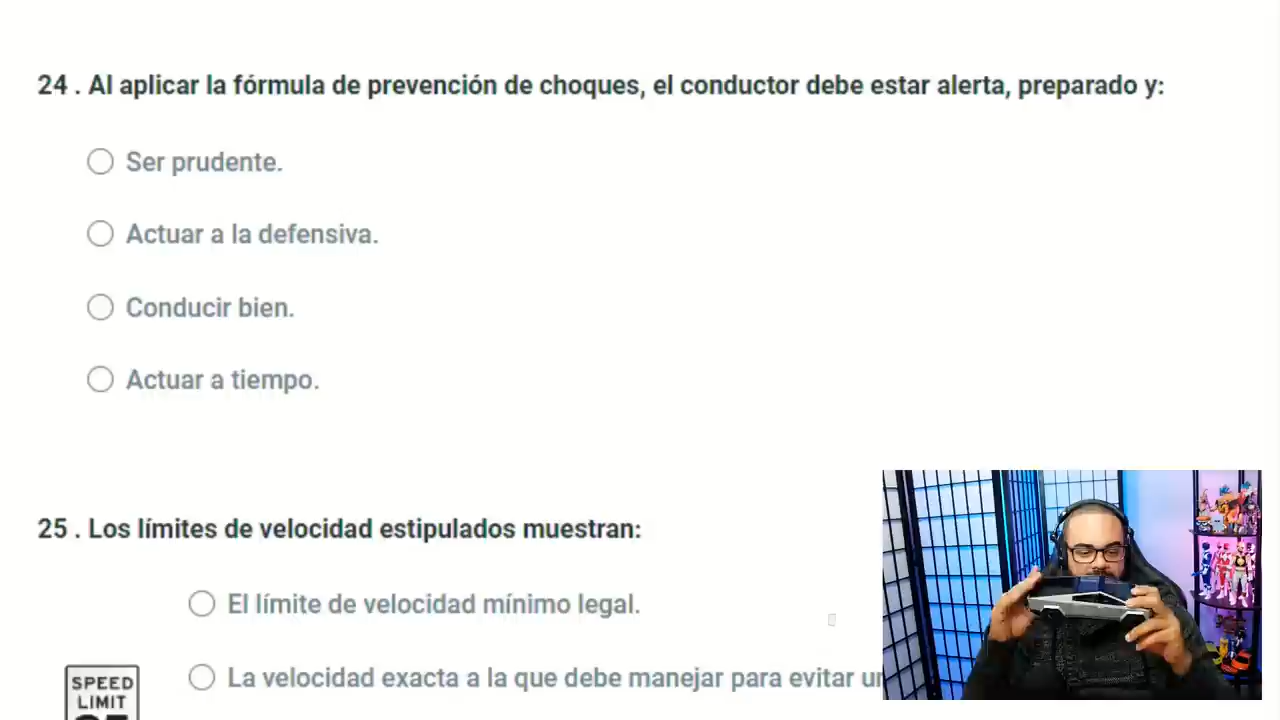 24 . Al aplicar la fórmula de prevención de choques, el conductor debe estar alerta, preparado y:
Ser prudente.
Actuar a la defensiva.
Conducir bien.
Actuar a tiempo.
25 . Los límites de velocidad estipulados muestran:
El límite de velocidad mínimo legal.
La velocidad exacta a la que debe manejar para evitar
SPEED
LIMIT